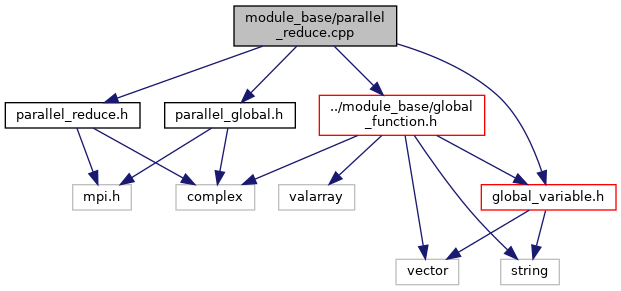 module_base/parallel
_reduce.cpp
parallel_reduce.h
parallel_global.h
../module_base/global
_function.h
mpi.h
complex
valarray
global_variable.h
vector
string